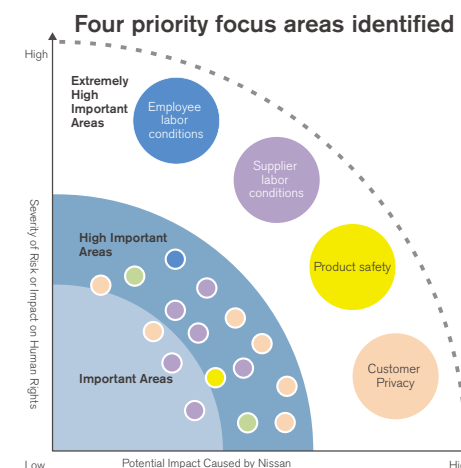 Four priority focus areas identified
High
Extremely
High
Important
Areas
Employee
labor
conditions
Supplier
labor
conditions
Product safety
Customer
Privacy
High Important
Areas
Important Areas
Severity of Risk or Impact on Human Rights
Low
Potential Impact Caused by Nissan